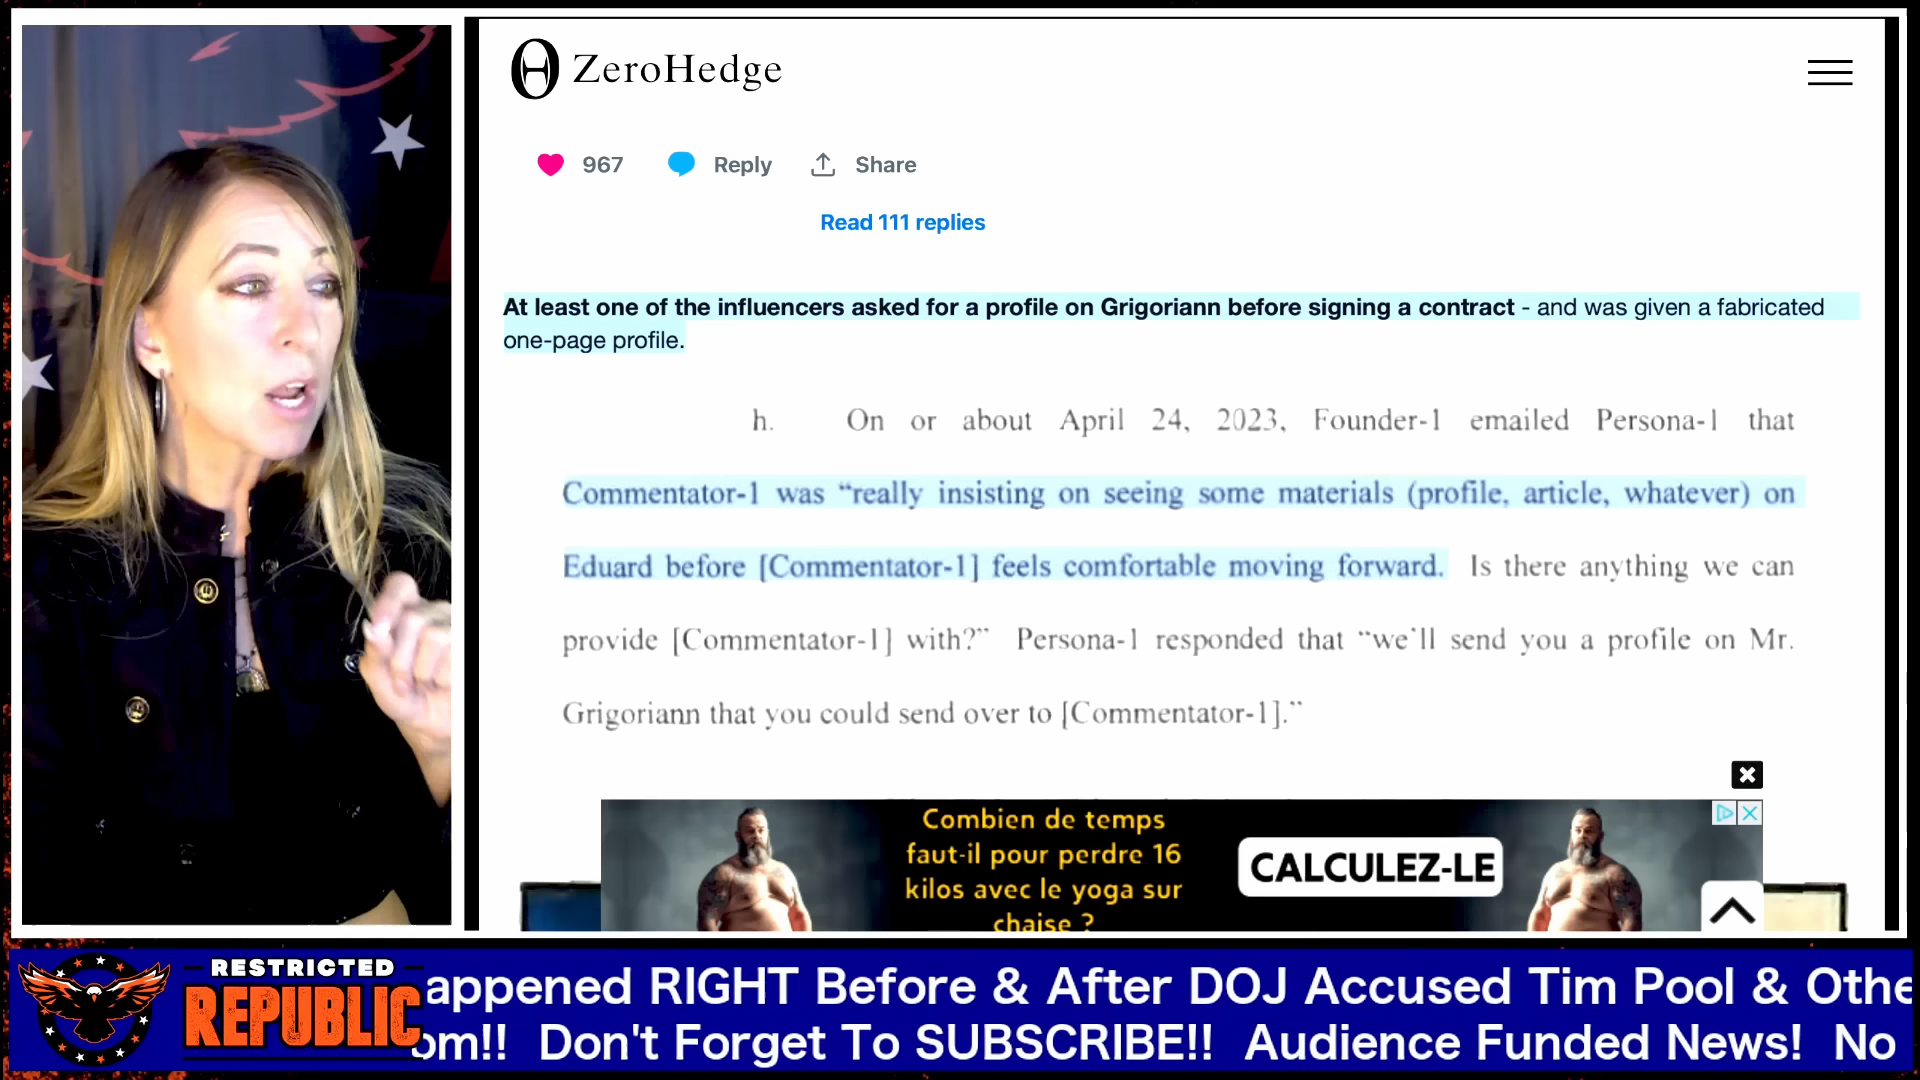 ZeroHedge
967 Reply Share
Read 111 replies
At least one of the influencers asked for a profile on Grigoriann before signing a contract - and was given a fabricated
one-page profile.
h. On or about April 24, 2023, Founder-1 emailed Persona-1 that
Commentator-1 was “really insisting on seeing some materials (profile, article, whatever) on
Eduard before [Commentator-1] feels comfortable moving forward. Is there anything we can
provide [Commentator-1] with?” Persona-1 responded that “we’ll send you a profile on Mr.
Grigoriann that you could send over to [Commentator-1].”
Combien de temps
faut-il pour perdre 16
kilos avec le yoga sur
chaise ?
CALCULEZ-LE
RESTRICTED
REPUBLIC
appened RIGHT Before & After DOJ Accused Tim Pool & Othe
om!! Don't Forget To SUBSCRIBE!! Audience Funded News! No